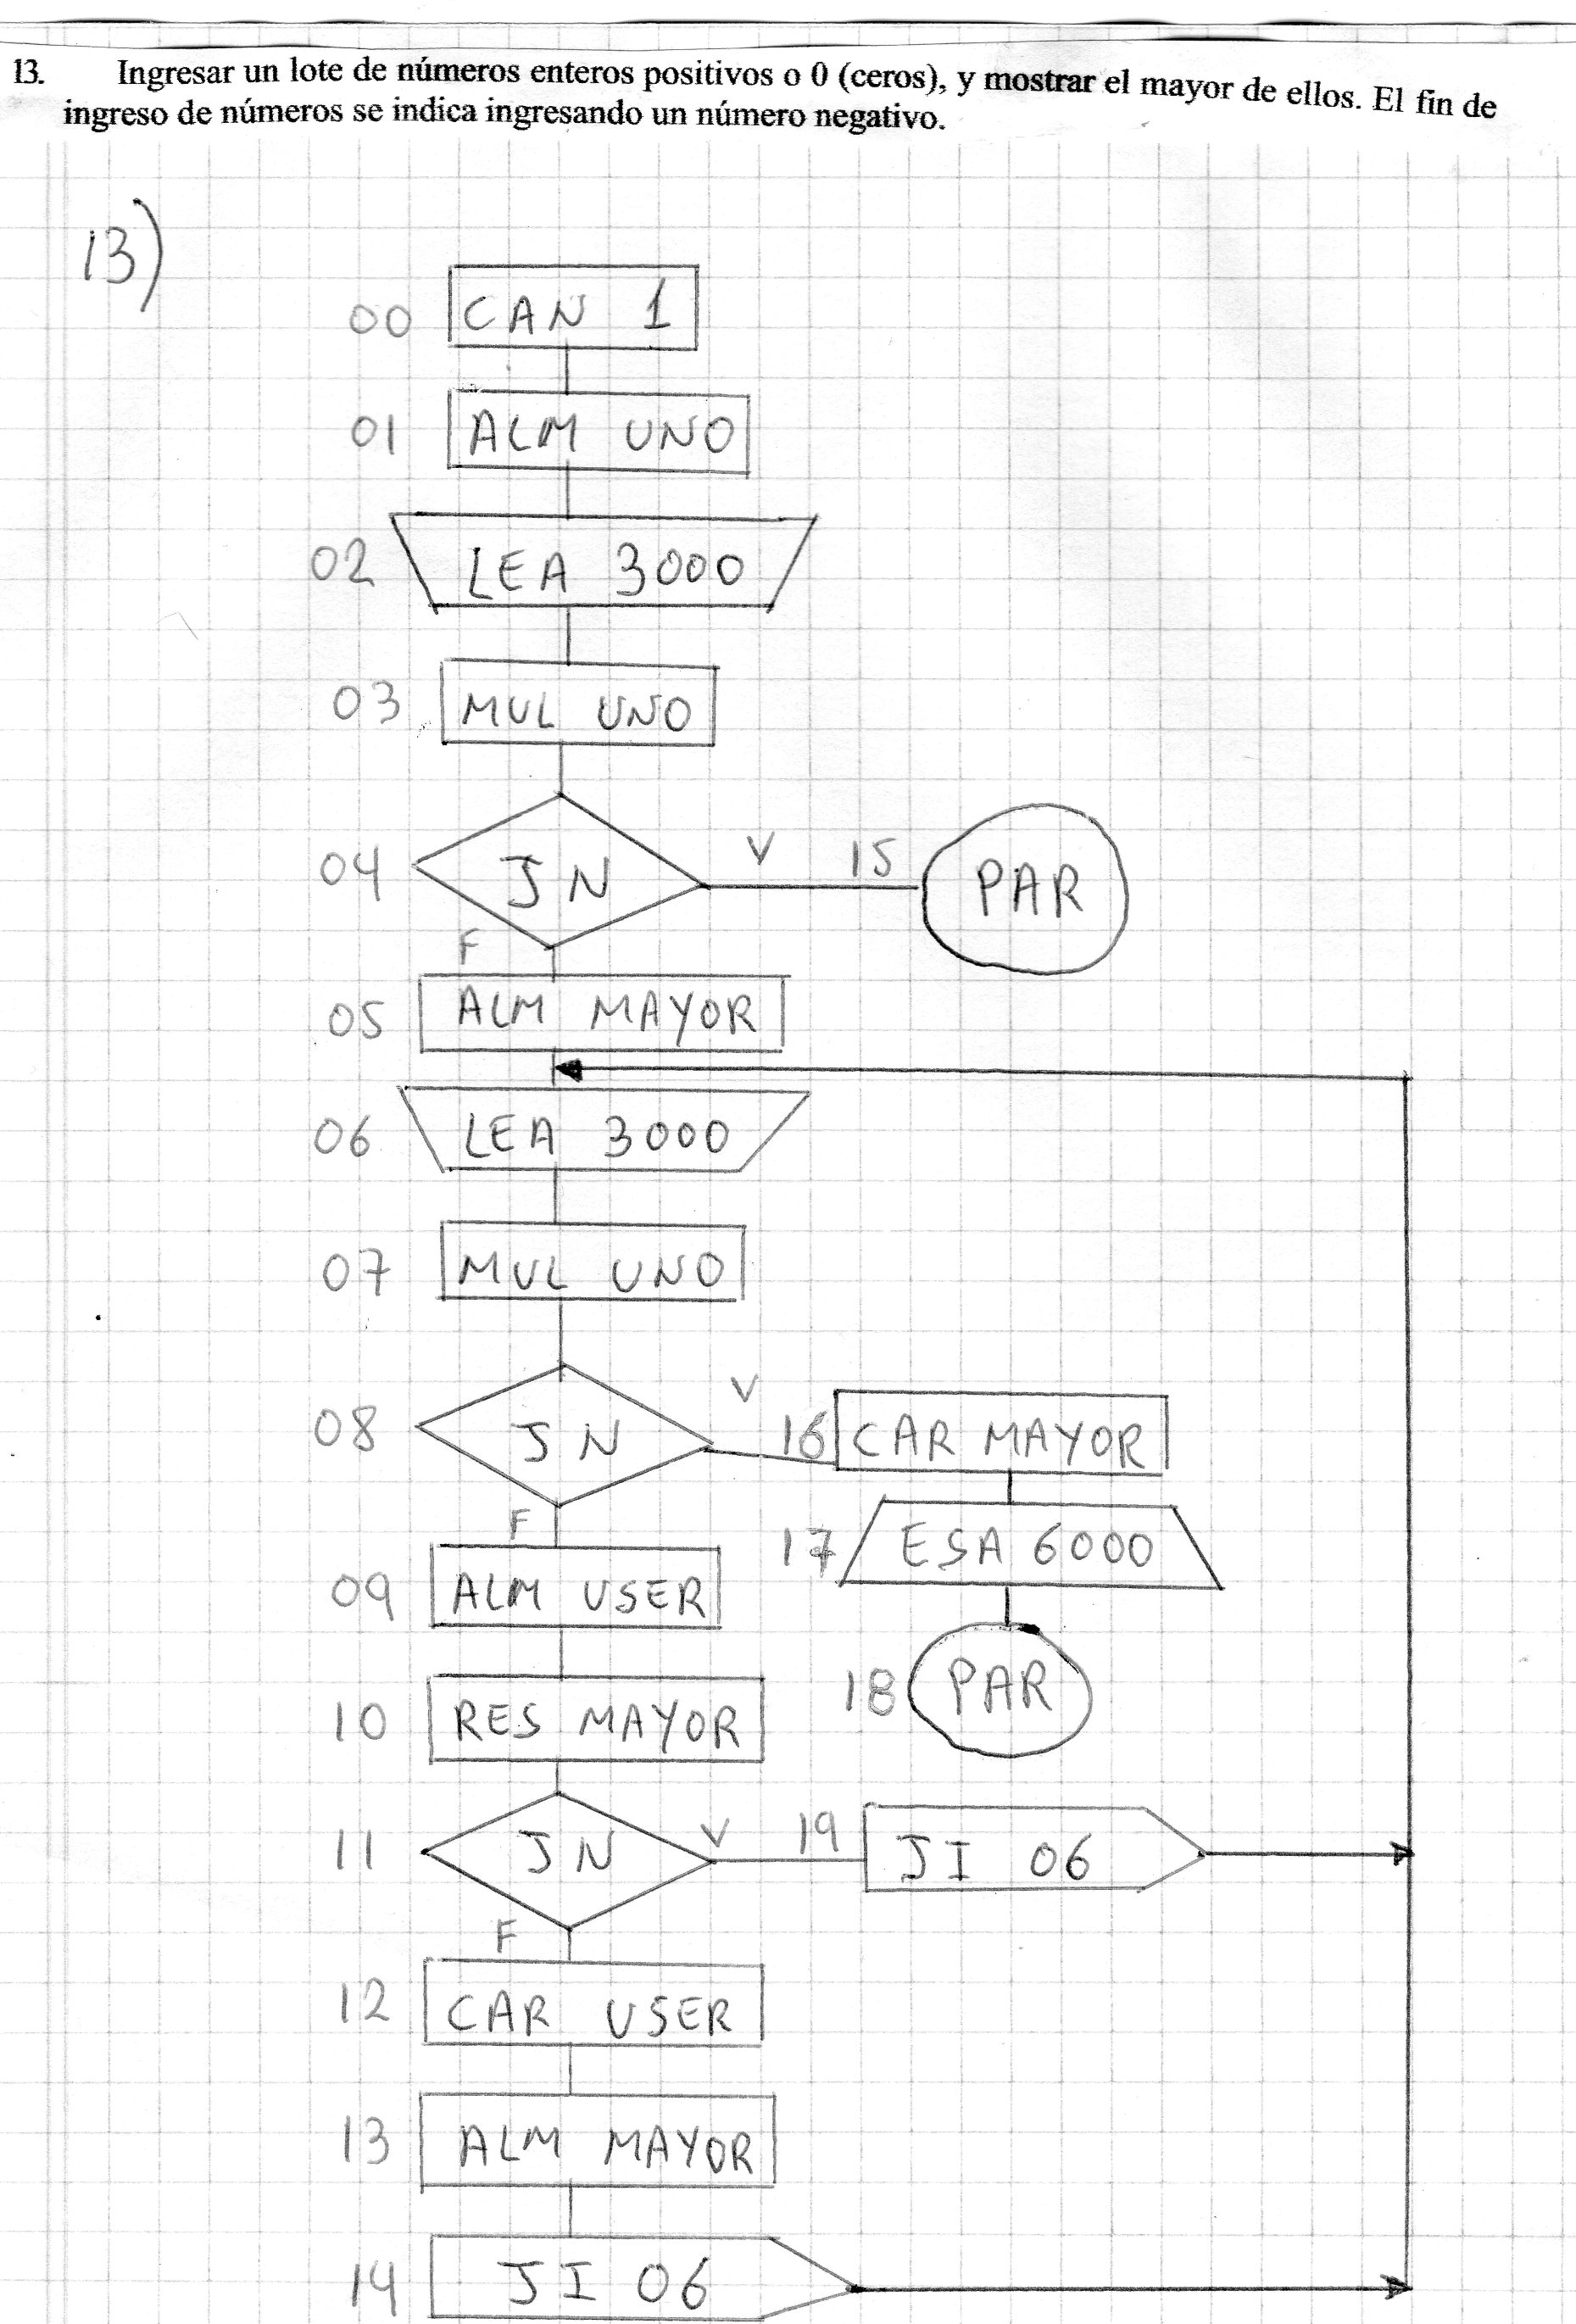 13. Ingresar un lote de números enteros positivos o 0 (ceros), y mostrar el mayor de ellos. El fin de
ingreso de números se indica ingresando un número negativo.
13)
00 CAN 1
01 ALM UNO
02 LEA 3000
03 MUL UNO
04 JN V 15 PAR
F
05 ALM MAYOR
06 LEA 3000
07 MUL UNO
08 JN V 16 CAR MAYOR
F
17 ESA 6000
09 ALM USER
18 PAR
10 RES MAYOR
11 JN V 19 JI 06
F
12 CAR USER
13 ALM MAYOR
14 JI 06